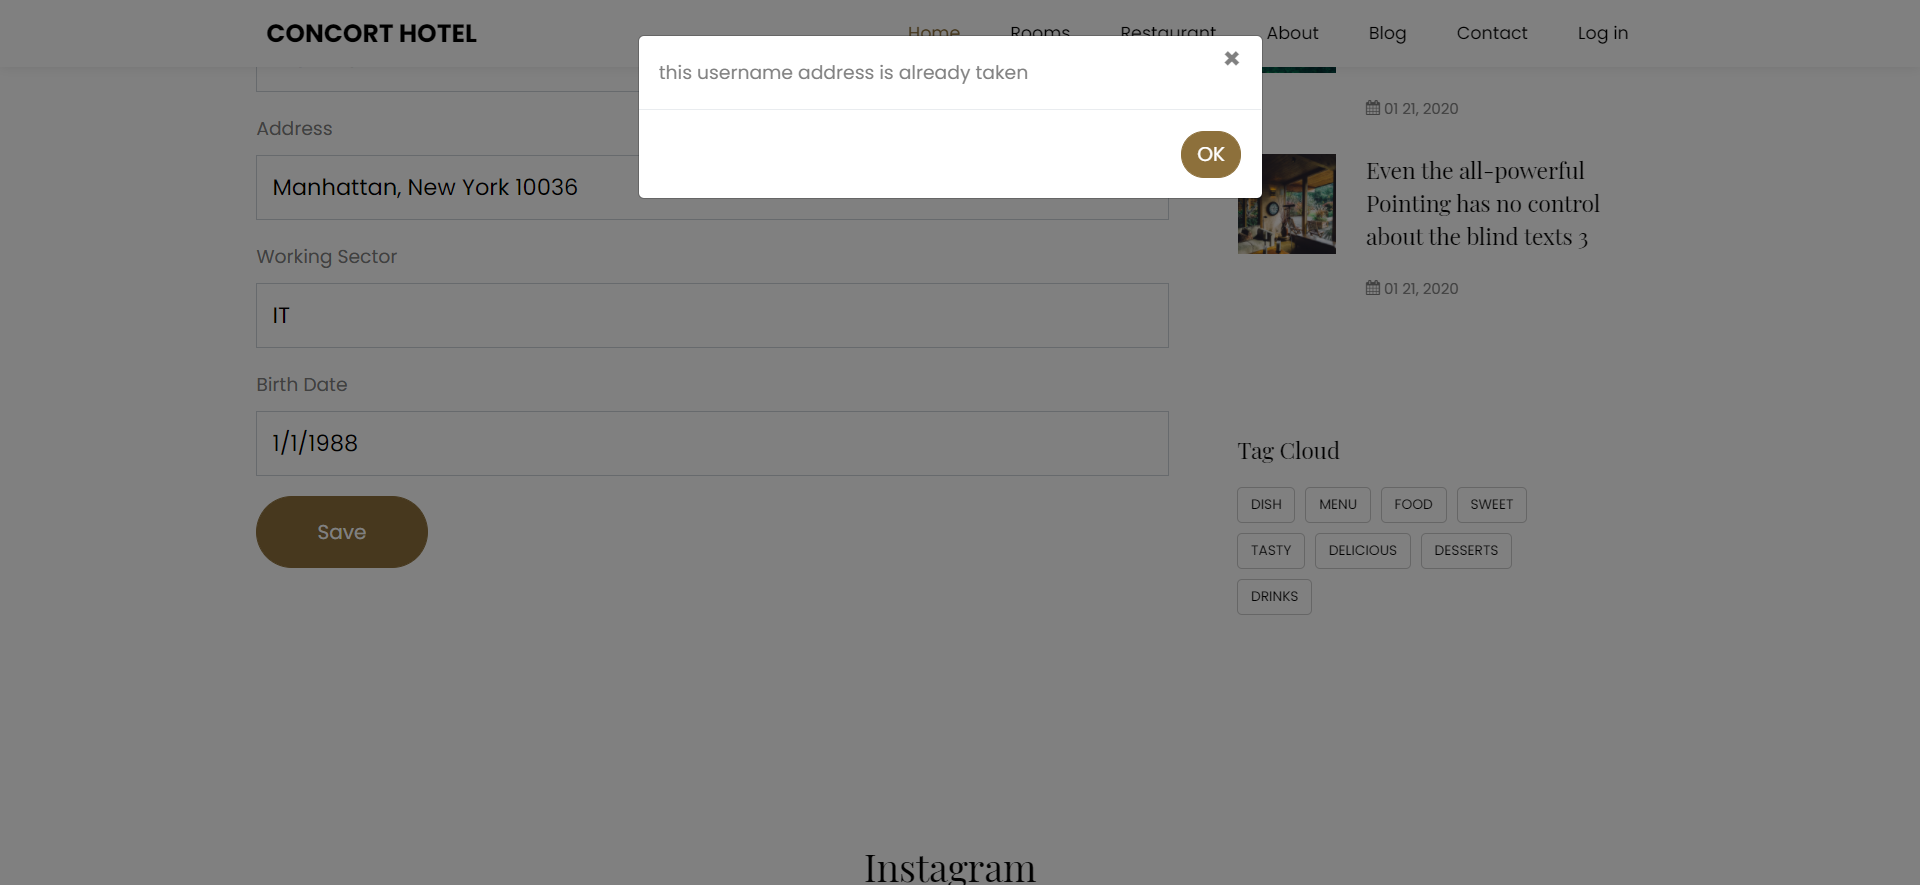 CONCORT HOTEL
Home Rooms Restaurant About Blog Contact Log in
this username address is already taken
✖
OK
Address
Manhattan, New York 10036
Working Sector
IT
Birth Date
1/1/1988
Save
01 21, 2020
Even the all-powerful
Pointing has no control
about the blind texts 3
01 21, 2020
Tag Cloud
DISH MENU FOOD SWEET
TASTY DELICIOUS DESSERTS
DRINKS
Instagram